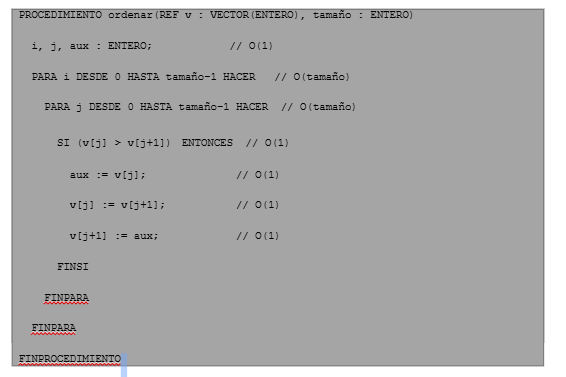 PROCEDIMIENTO ordenar(REF v : VECTOR(ENTERO), tamaño : ENTERO)
i, j, aux : ENTERO; // O(1)
PARA i DESDE 0 HASTA tamaño-1 HACER // O(tamaño)
PARA j DESDE 0 HASTA tamaño-1 HACER // O(tamaño)
SI (v[j] > v[j+1]) ENTONCES // O(1)
aux := v[j]; // O(1)
v[j] := v[j+1]; // O(1)
v[j+1] := aux; // O(1)
FINSI
FINPARA
FINPARA
FINPROCEDIMIENTO